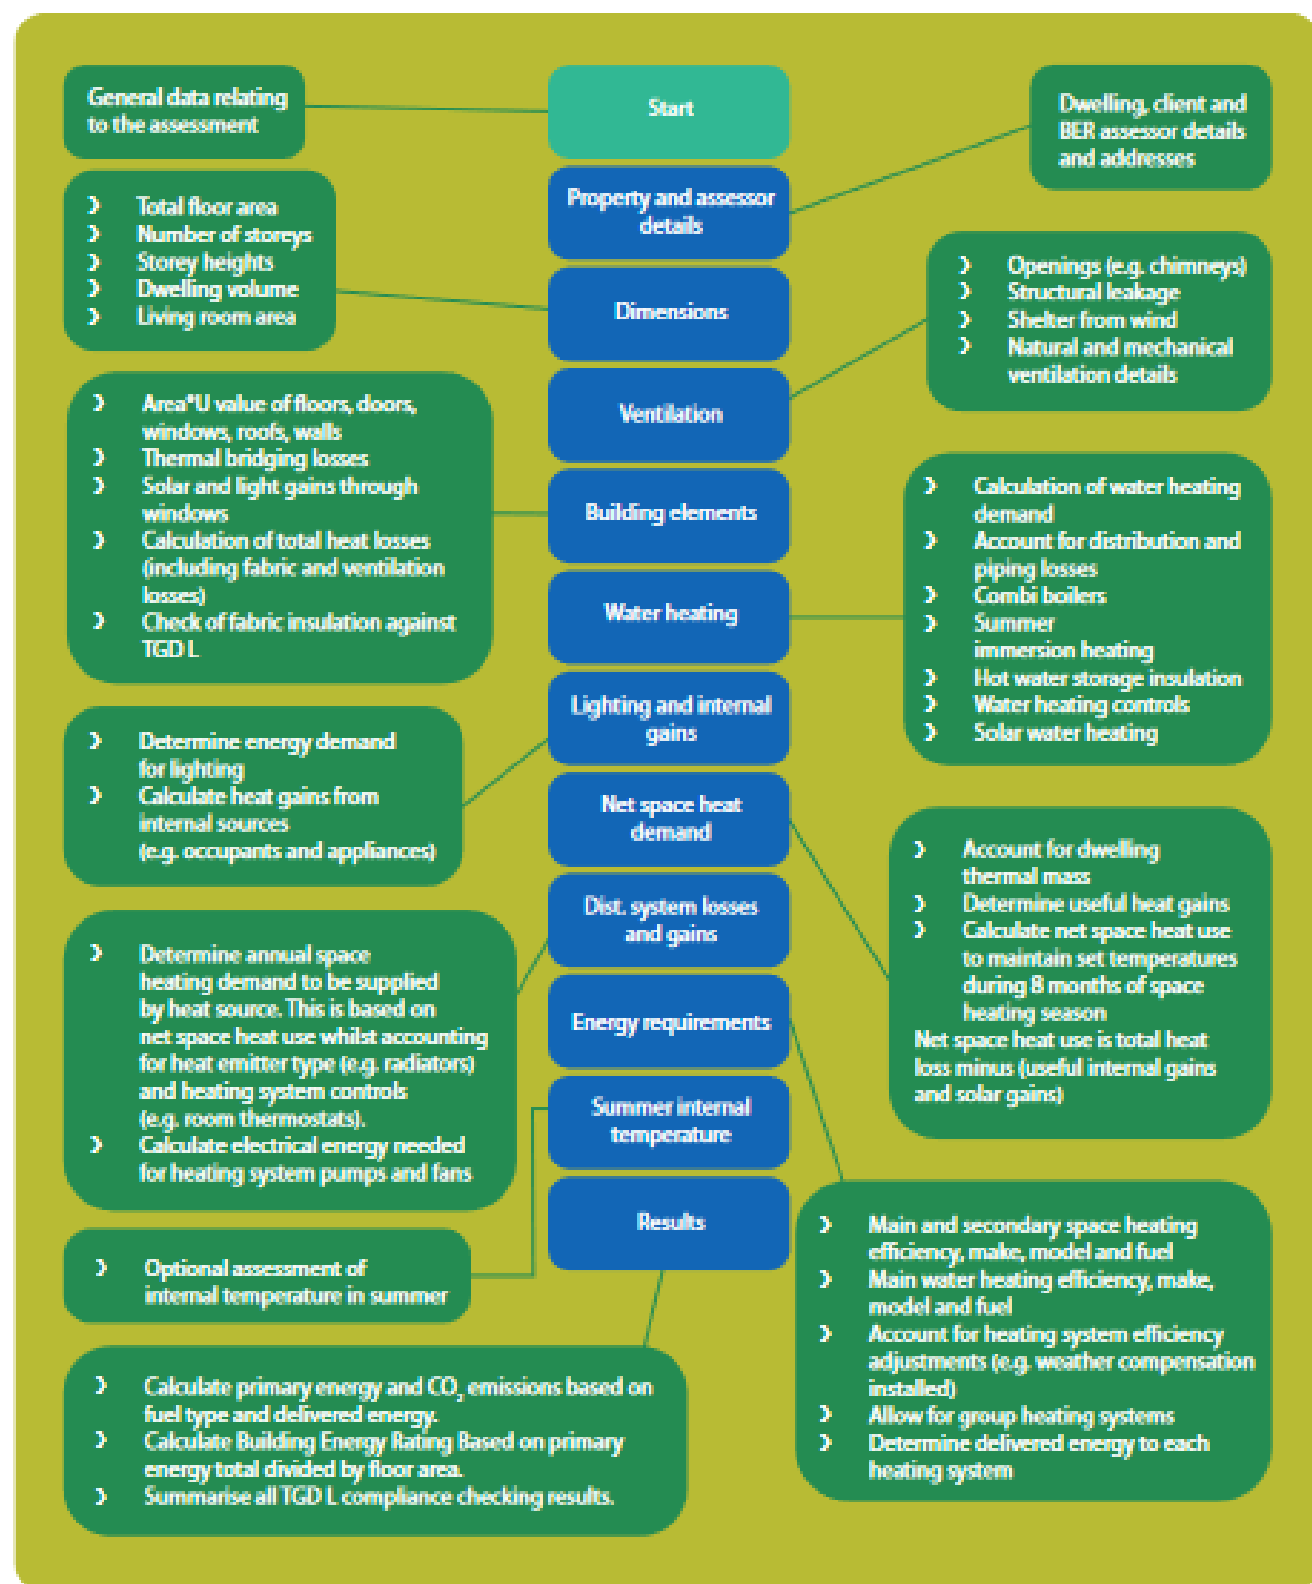 General data relating
to the assessment
Start
Dwelling, client and
BER assessor details
and addresses
Property and assessor
details
❯ Total floor area
❯ Number of storeys
❯ Storey heights
❯ Dwelling volume
❯ Living room area
Dimensions
❯ Openings (e.g. chimneys)
❯ Structural leakage
❯ Shelter from wind
❯ Natural and mechanical
ventilation details
Ventilation
❯ Area*U value of floors, doors,
windows, roofs, walls
❯ Thermal bridging losses
❯ Solar and light gains through
windows
❯ Calculation of total heat losses
(including fabric and ventilation
losses)
❯ Check of fabric insulation against
TGD L
Building elements
Water heating
❯ Calculation of water heating
demand
❯ Account for distribution and
piping losses
❯ Combi boilers
❯ Summer
immersion heating
❯ Hot water storage insulation
❯ Water heating controls
❯ Solar water heating
Lighting and internal
gains
❯ Determine energy demand
for lighting
❯ Calculate heat gains from
internal sources
(e.g. occupants and appliances)
Net space heat
demand
❯ Account for dwelling
thermal mass
❯ Determine useful heat gains
❯ Calculate net space heat use
to maintain set temperatures
during 8 months of space
heating season
Net space heat use is total heat
loss minus (useful internal gains
and solar gains)
Dist. system losses
and gains
❯ Determine annual space
heating demand to be supplied
by heat source. This is based on
net space heat use whilst accounting
for heat emitter type (e.g. radiators)
and heating system controls
(e.g. room thermostats).
❯ Calculate electrical energy needed
for heating system pumps and fans
Energy requirements
❯ Main and secondary space heating
efficiency, make, model and fuel
❯ Main water heating efficiency, make,
model and fuel
❯ Account for heating system efficiency
adjustments (e.g. weather compensation
installed)
❯ Allow for group heating systems
❯ Determine delivered energy to each
heating system
Summer internal
temperature
❯ Optional assessment of
internal temperature in summer
Results
❯ Calculate primary energy and CO₂ emissions based on
fuel type and delivered energy.
❯ Calculate Building Energy Rating Based on primary
energy total divided by floor area.
❯ Summarise all TGD L compliance checking results.